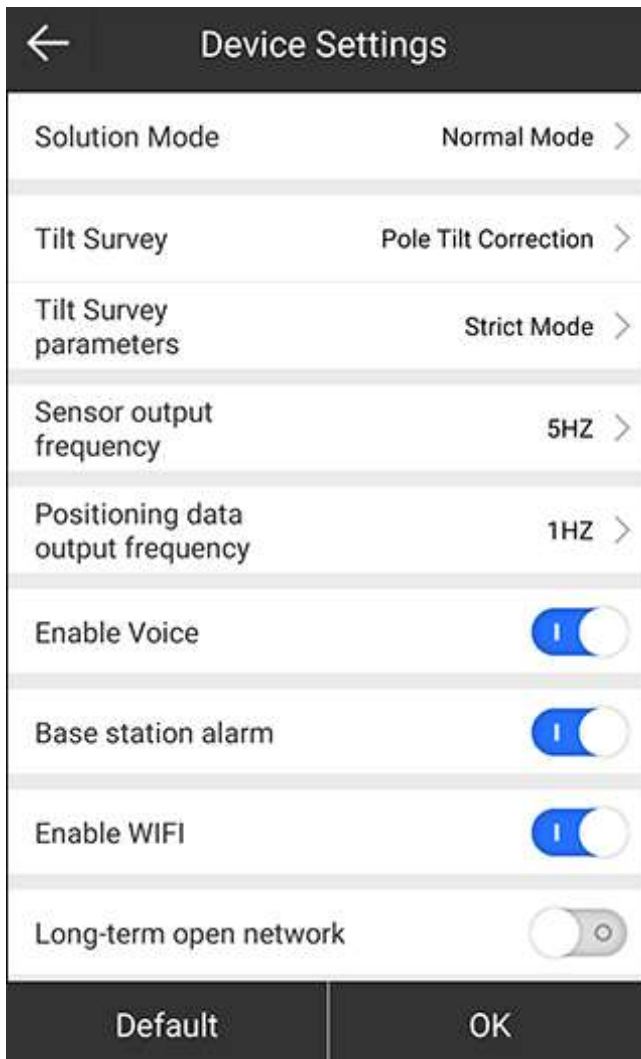 Device Settings
Solution Mode
Normal Mode
Tilt Survey
Pole Tilt Correction
Tilt Survey
parameters
Strict Mode
Sensor output
frequency
5HZ
Positioning data
output frequency
1HZ
Enable Voice
Base station alarm
Enable WIFI
Long-term open network
Default
OK